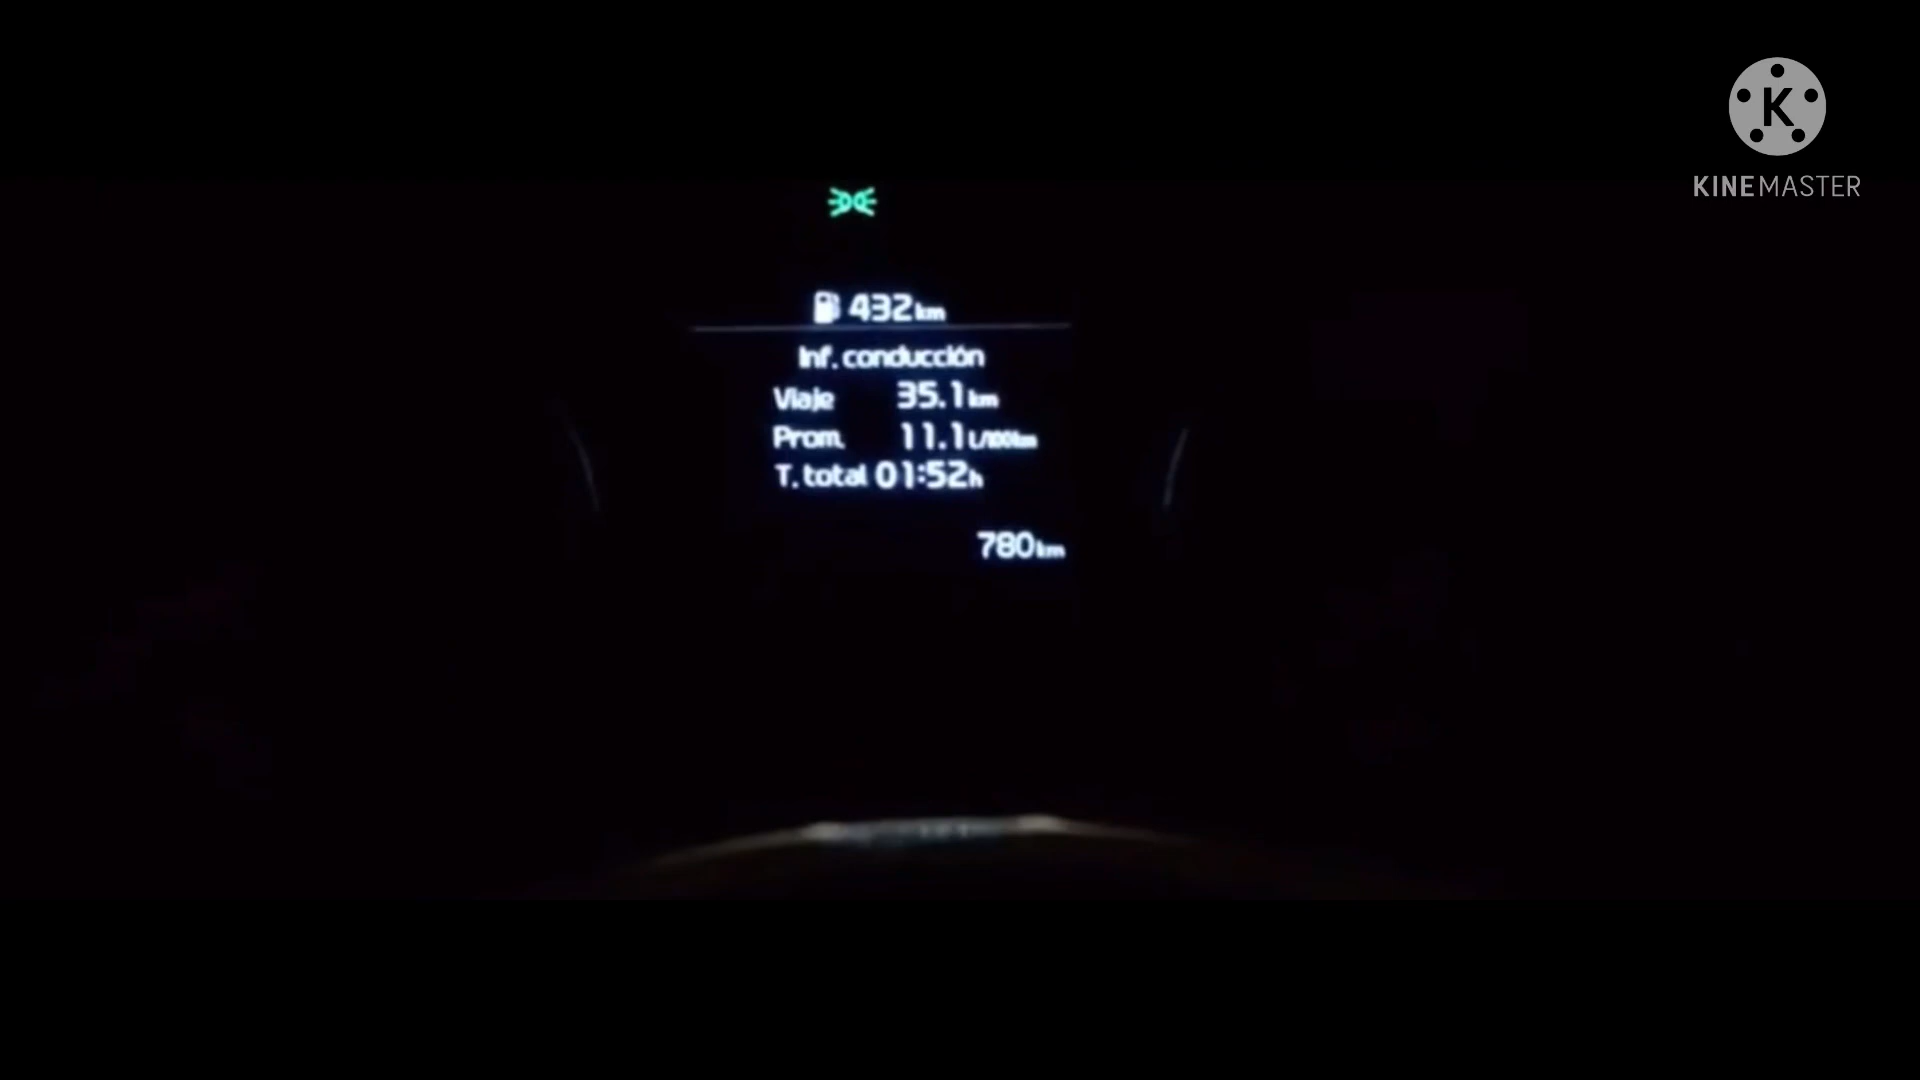 K
KINEMASTER
432km
Inf. conducción
Viaje 35.1km
Prom. 11.1L/100km
T. total 01:52h
780km